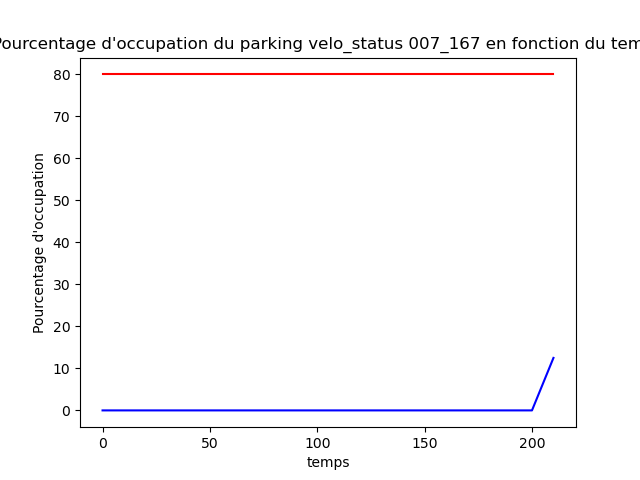 Pourcentage d'occupation du parking velo_status 007_167 en fonction du tem
80
70
60
50
40
30
20
10
0
Pourcentage d'occupation
0 50 100 150 200
temps